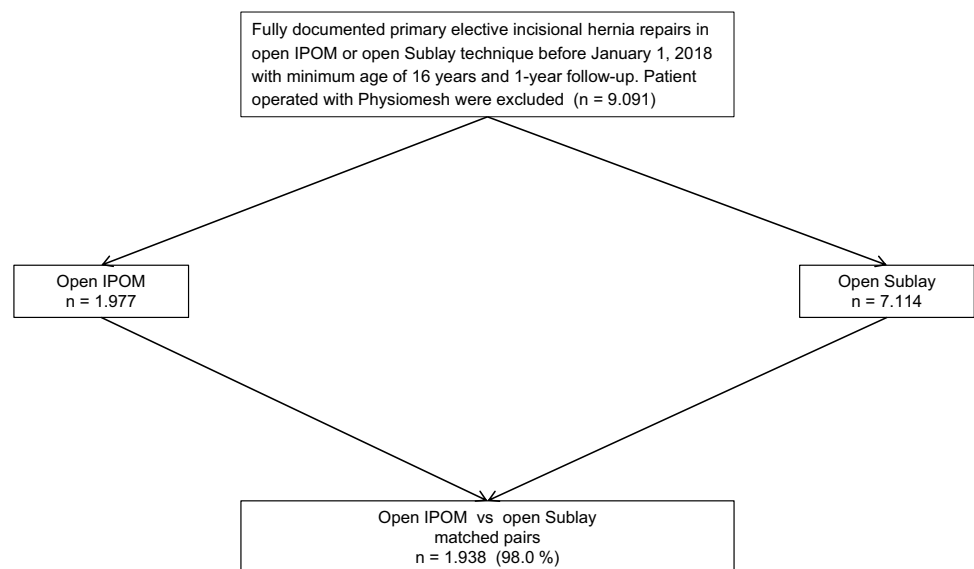 Fully documented primary elective incisional hernia repairs in
open IPOM or open Sublay technique before January 1, 2018
with minimum age of 16 years and 1-year follow-up. Patient
operated with Physiomesh were excluded (n = 9.091)
Open IPOM
n = 1.977
Open Sublay
n = 7.114
Open IPOM vs open Sublay
matched pairs
n = 1.938 (98.0 %)